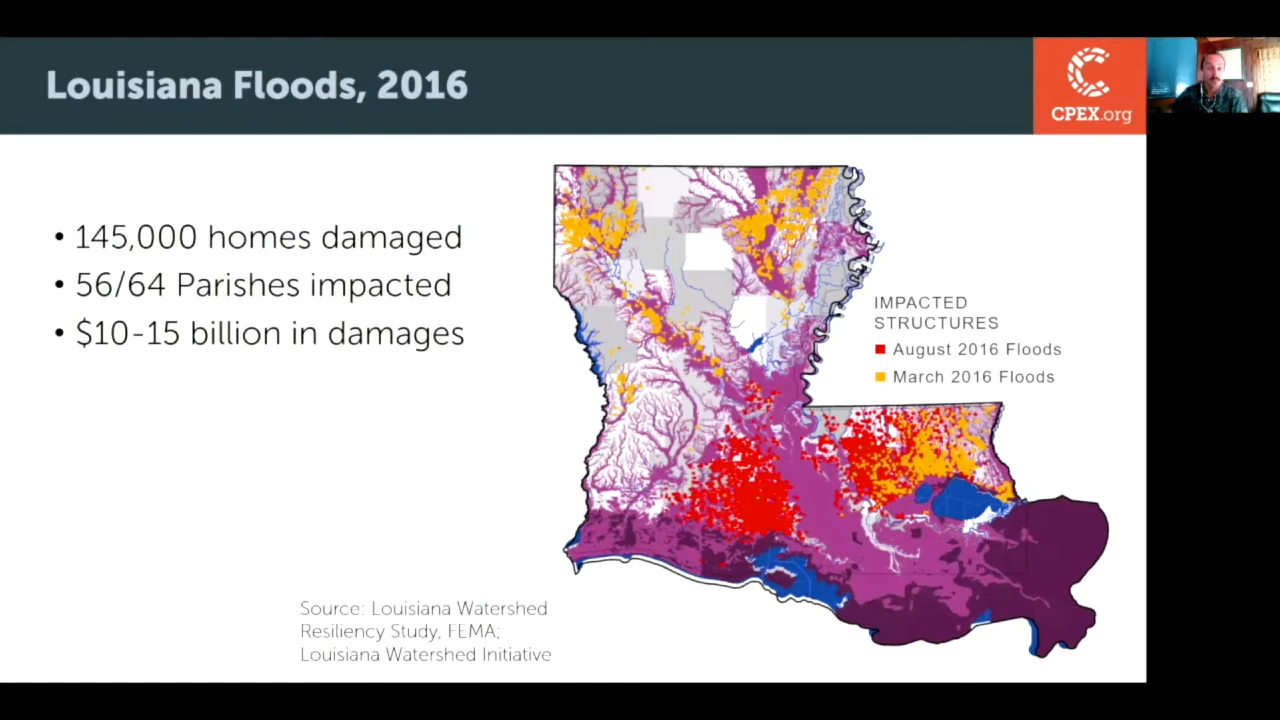 Louisiana Floods, 2016
CPEX.org
• 145,000 homes damaged
• 56/64 Parishes impacted
• $10-15 billion in damages
IMPACTED
STRUCTURES
August 2016 Floods
March 2016 Floods
Source: Louisiana Watershed
Resiliency Study, FEMA;
Louisiana Watershed Initiative